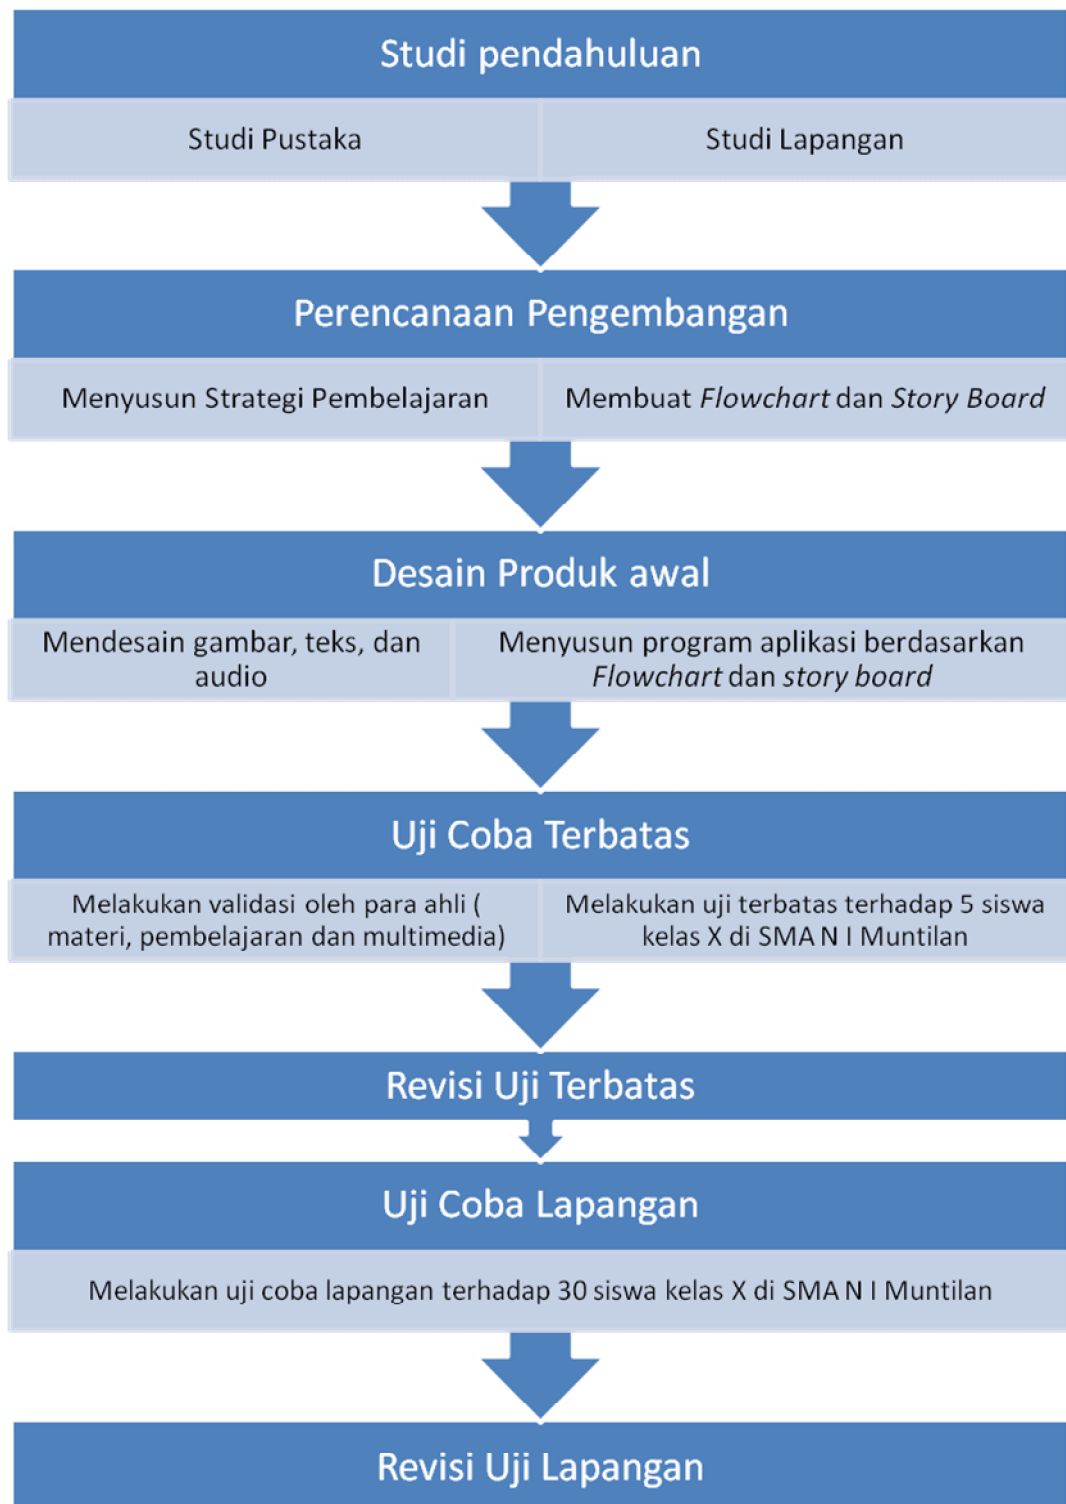 Studi pendahuluan
Studi Pustaka
Studi Lapangan
Perencanaan Pengembangan
Menyusun Strategi Pembelajaran
Membuat Flowchart dan Story Board
Desain Produk awal
Mendesain gambar, teks, dan
audio
Menyusun program aplikasi berdasarkan
Flowchart dan story board
Uji Coba Terbatas
Melakukan validasi oleh para ahli (
materi, pembelajaran dan multimedia)
Melakukan uji terbatas terhadap 5 siswa
kelas X di SMA N I Muntilan
Revisi Uji Terbatas
Uji Coba Lapangan
Melakukan uji coba lapangan terhadap 30 siswa kelas X di SMA N I Muntilan
Revisi Uji Lapangan